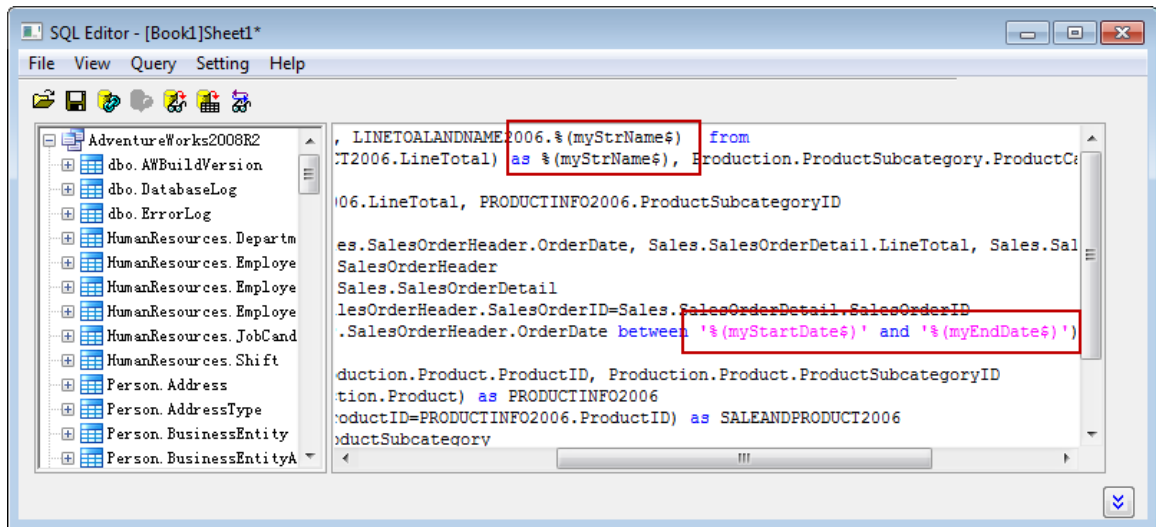 SQL Editor - [Book1]Sheet1*
File View Query Setting Help
AdventureWorks2008R2
dbo.AWBuildVersion
dbo.DatabaseLog
dbo.ErrorLog
HumanResources.Departm
HumanResources.Employe
HumanResources.Employe
HumanResources.Employe
HumanResources.JobCand
HumanResources.Shift
Person.Address
Person.AddressType
Person.BusinessEntity
Person.BusinessEntityA
, LINETOALANDNAME2006.%(myStrName$) from
CT2006.LineTotal) as %(myStrName$), Production.ProductSubcategory.ProductCa
06.LineTotal, PRODUCTINFO2006.ProductSubcategoryID
es.SalesOrderHeader.OrderDate, Sales.SalesOrderDetail.LineTotal, Sales.Sal
SalesOrderHeader
Sales.SalesOrderDetail
lesOrderHeader.SalesOrderID=Sales.SalesOrderDetail.SalesOrderID
.SalesOrderHeader.OrderDate between '%(myStartDate$)' and '%(myEndDate$)')
duction.Product.ProductID, Production.Product.ProductSubcategoryID
tion.Product) as PRODUCTINFO2006
oductID=PRODUCTINFO2006.ProductID) as SALEANDPRODUCT2006
oductSubcategory